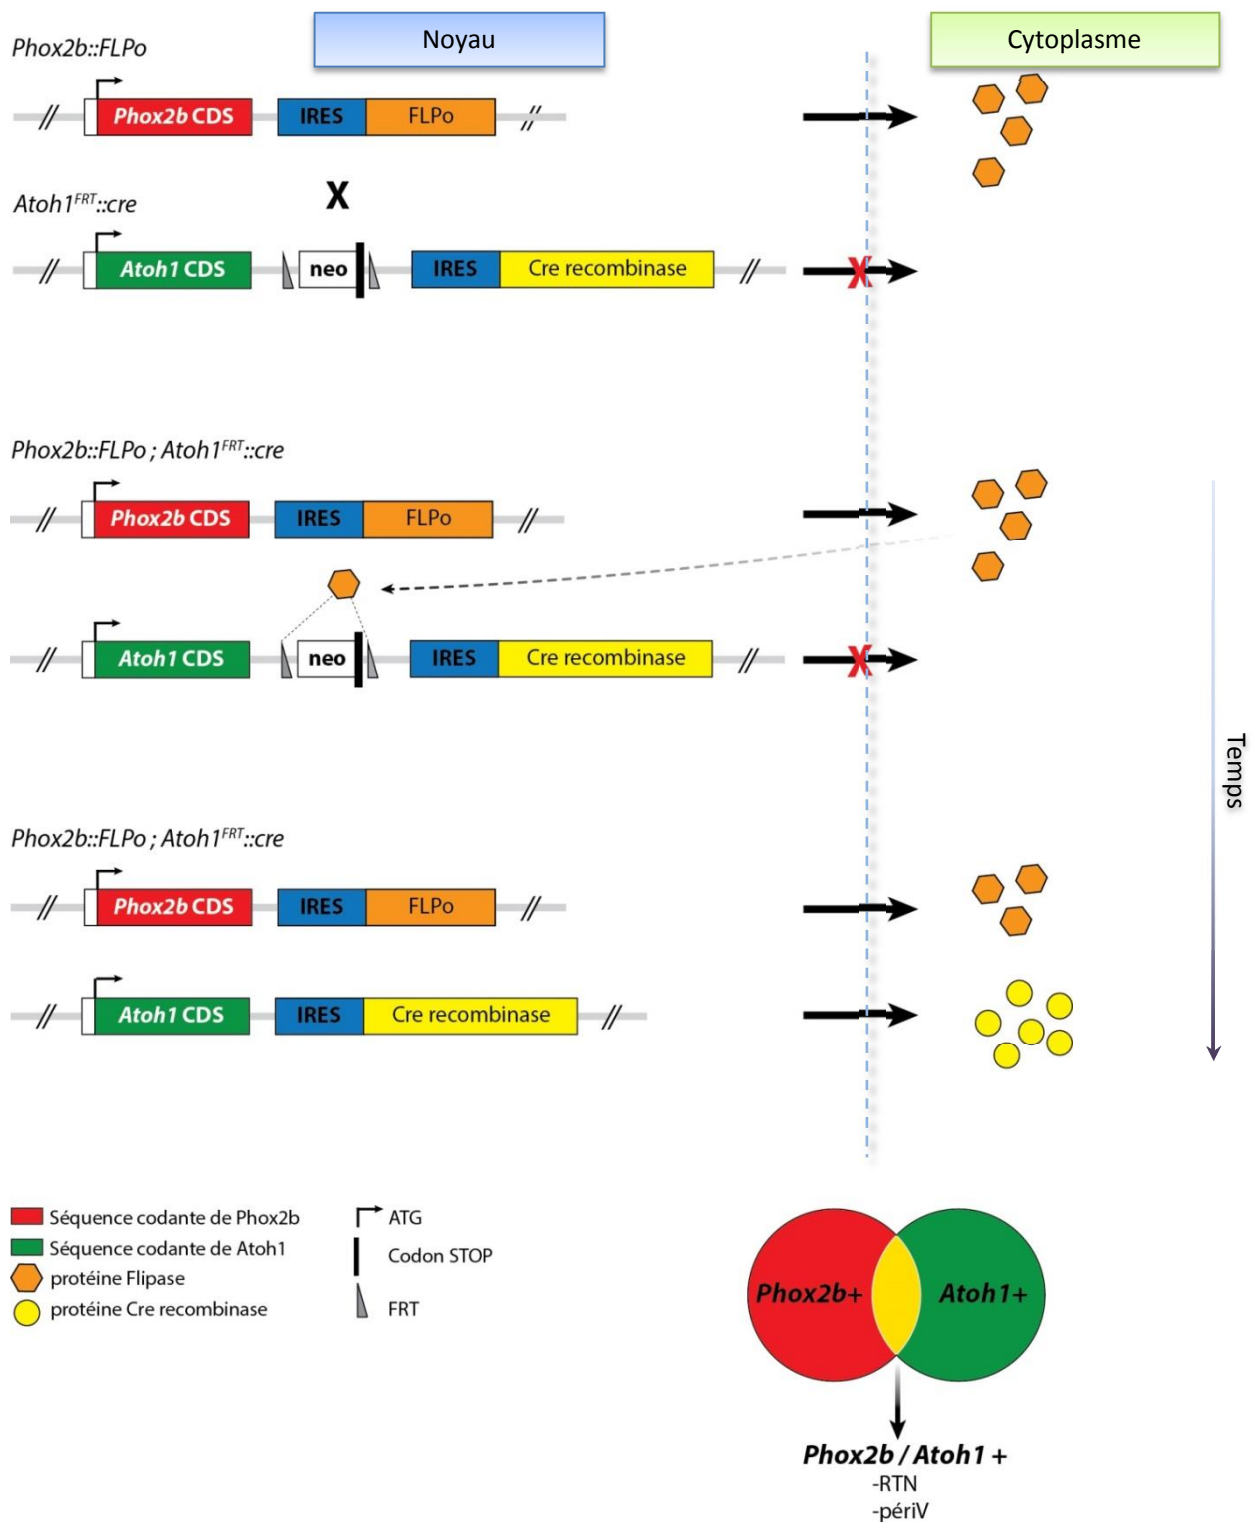 Noyau
Cytoplasme
Phox2b::FLPo
Phox2b CDS IRES FLPo
X
Atoh1FRT::cre
Atoh1 CDS neo IRES Cre recombinase X
Phox2b::FLPo ; Atoh1FRT::cre
Phox2b CDS IRES FLPo
Atoh1 CDS neo IRES Cre recombinase X
Temps
Phox2b::FLPo ; Atoh1FRT::cre
Phox2b CDS IRES FLPo
Atoh1 CDS IRES Cre recombinase
Séquence codante de Phox2b
Séquence codante de Atoh1
protéine Flipase
protéine Cre recombinase
ATG
Codon STOP
FRT
Phox2b+ Atoh1+
Phox2b / Atoh1 +
-RTN
-périV